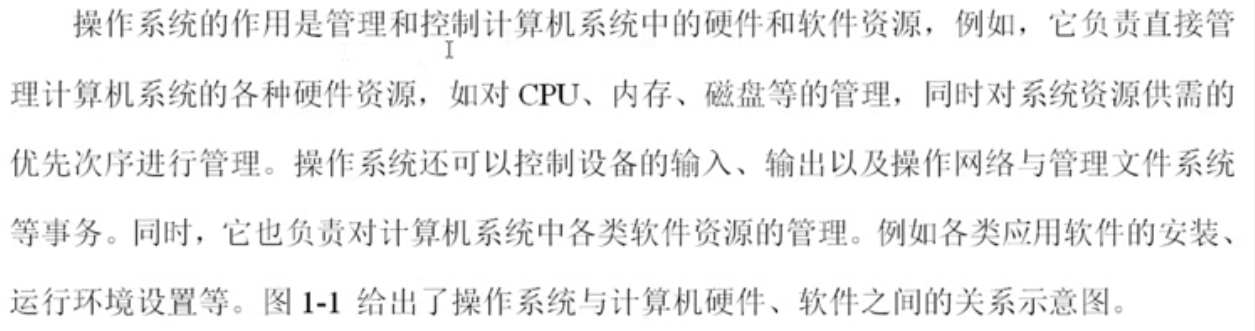 操作系统的作用是管理和控制计算机系统中的硬件和软件资源，例如，它负责直接管
理计算机系统的各种硬件资源，如对 CPU、内存、磁盘等的管理，同时对系统资源供需的
优先次序进行管理。操作系统还可以控制设备的输入、输出以及操作网络与管理文件系统
等事务。同时，它也负责对计算机系统中各类软件资源的管理。例如各类应用软件的安装、
运行环境设置等。图 1-1 给出了操作系统与计算机硬件、软件之间的关系示意图。